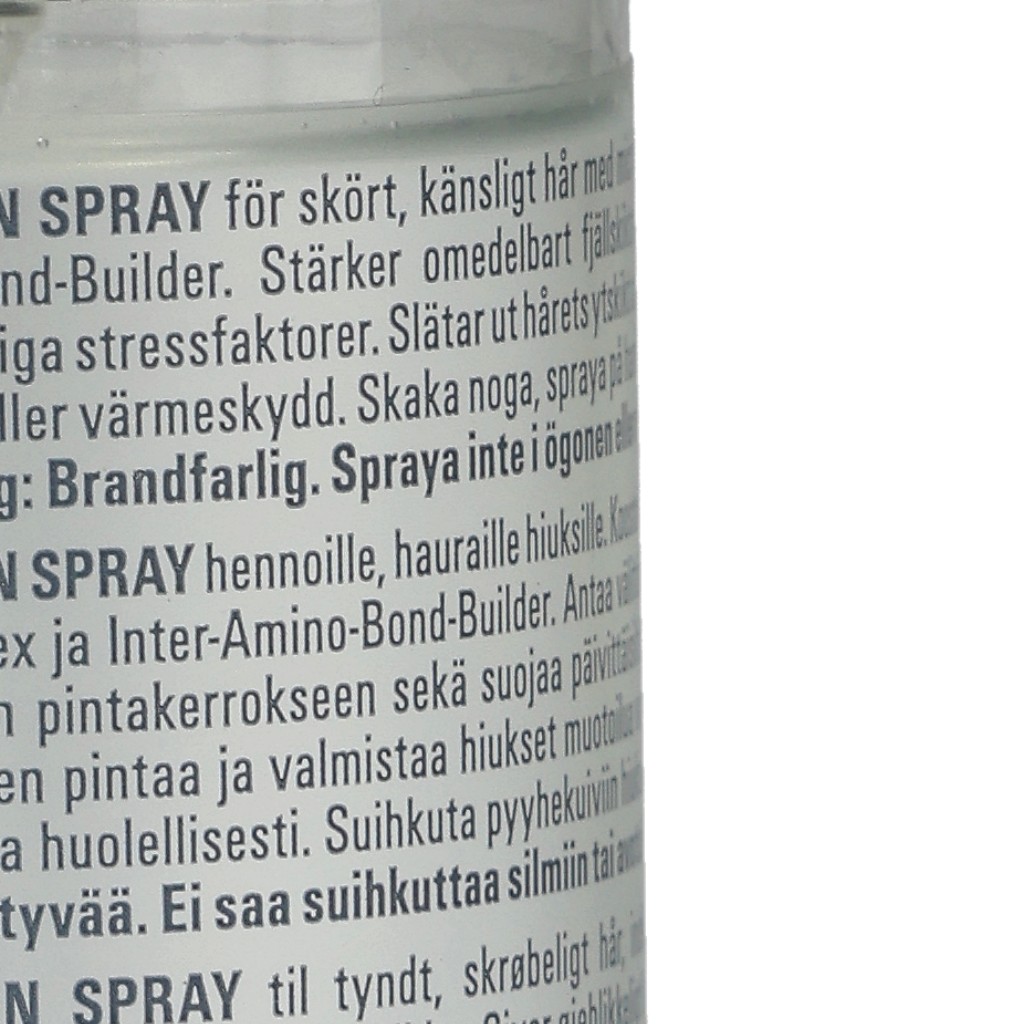 SPRAY för skört, känsligt hår med
nd-Builder. Stärker omedelbart
iga stressfaktorer. Slätar ut hårets
ller värmeskydd. Skaka noga, spraya på
g: Brandfarlig. Spraya inte i ögonen eller
N SPRAY hennoille, hauraille hiuksille.
ex ja Inter-Amino-Bond-Builder. Antaa
n pintakerrokseen sekä suojaa
en pintaa ja valmistaa hiukset
a huolellisesti. Suihkuta pyyhekuiviin
tyvää. Ei saa suihkuttaa silmiin tai
N SPRAY til tyndt, skrøbeligt hår,